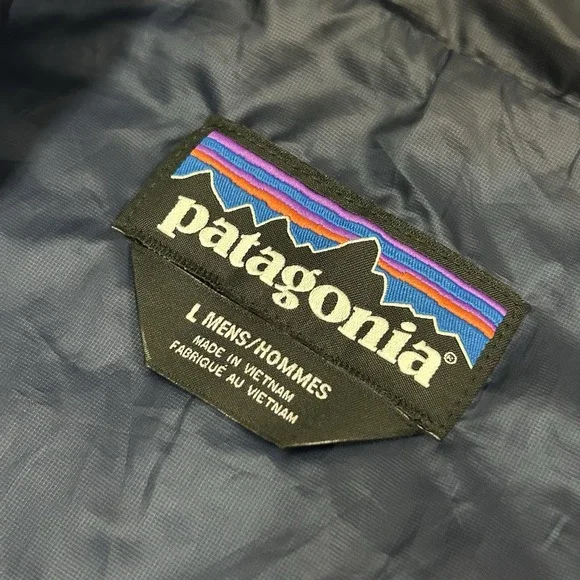 patagonia®
L MENS/HOMMES
MADE IN VIETNAM
FABRIQUÉ AU VIETNAM